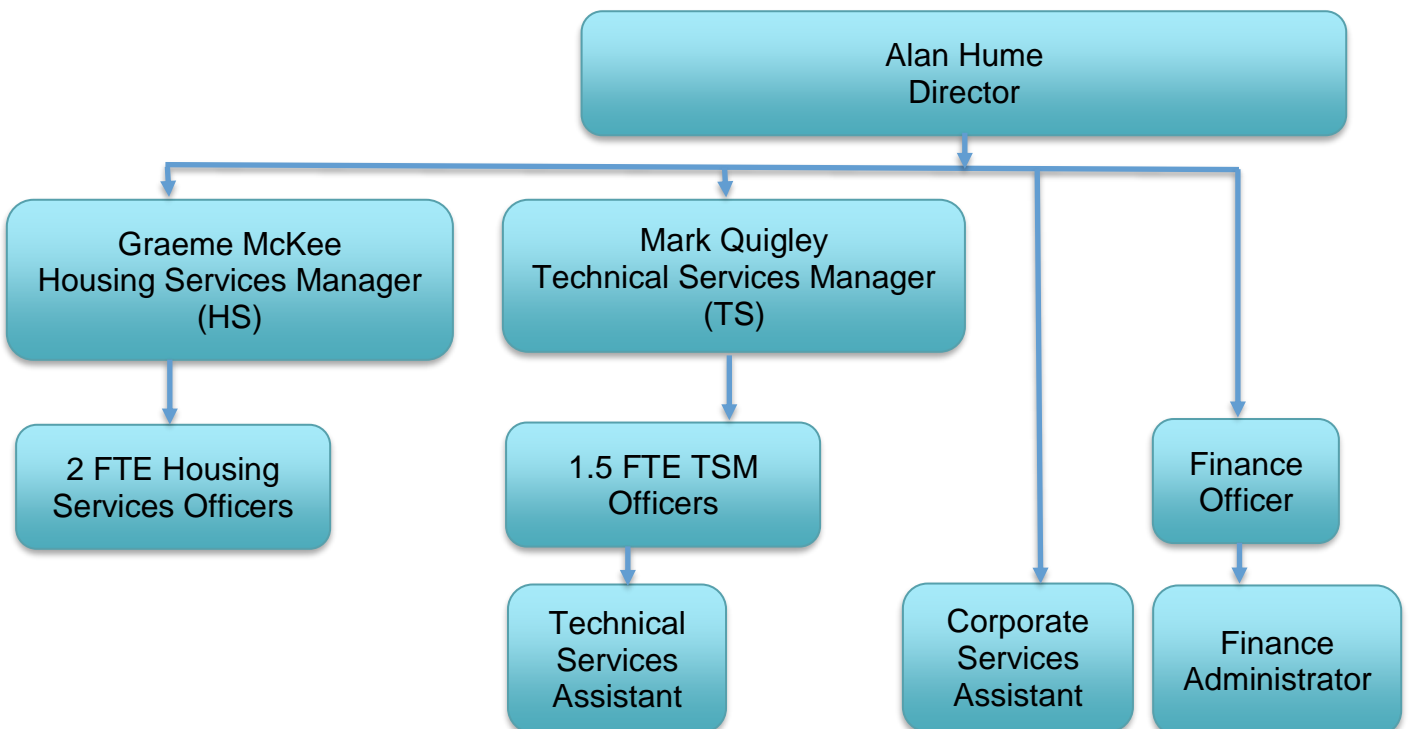 Alan Hume
Director
Graeme McKee
Housing Services Manager
(HS)
Mark Quigley
Technical Services Manager
(TS)
2 FTE Housing
Services Officers
1.5 FTE TSM
Officers
Finance
Officer
Technical
Services
Assistant
Corporate
Services
Assistant
Finance
Administrator